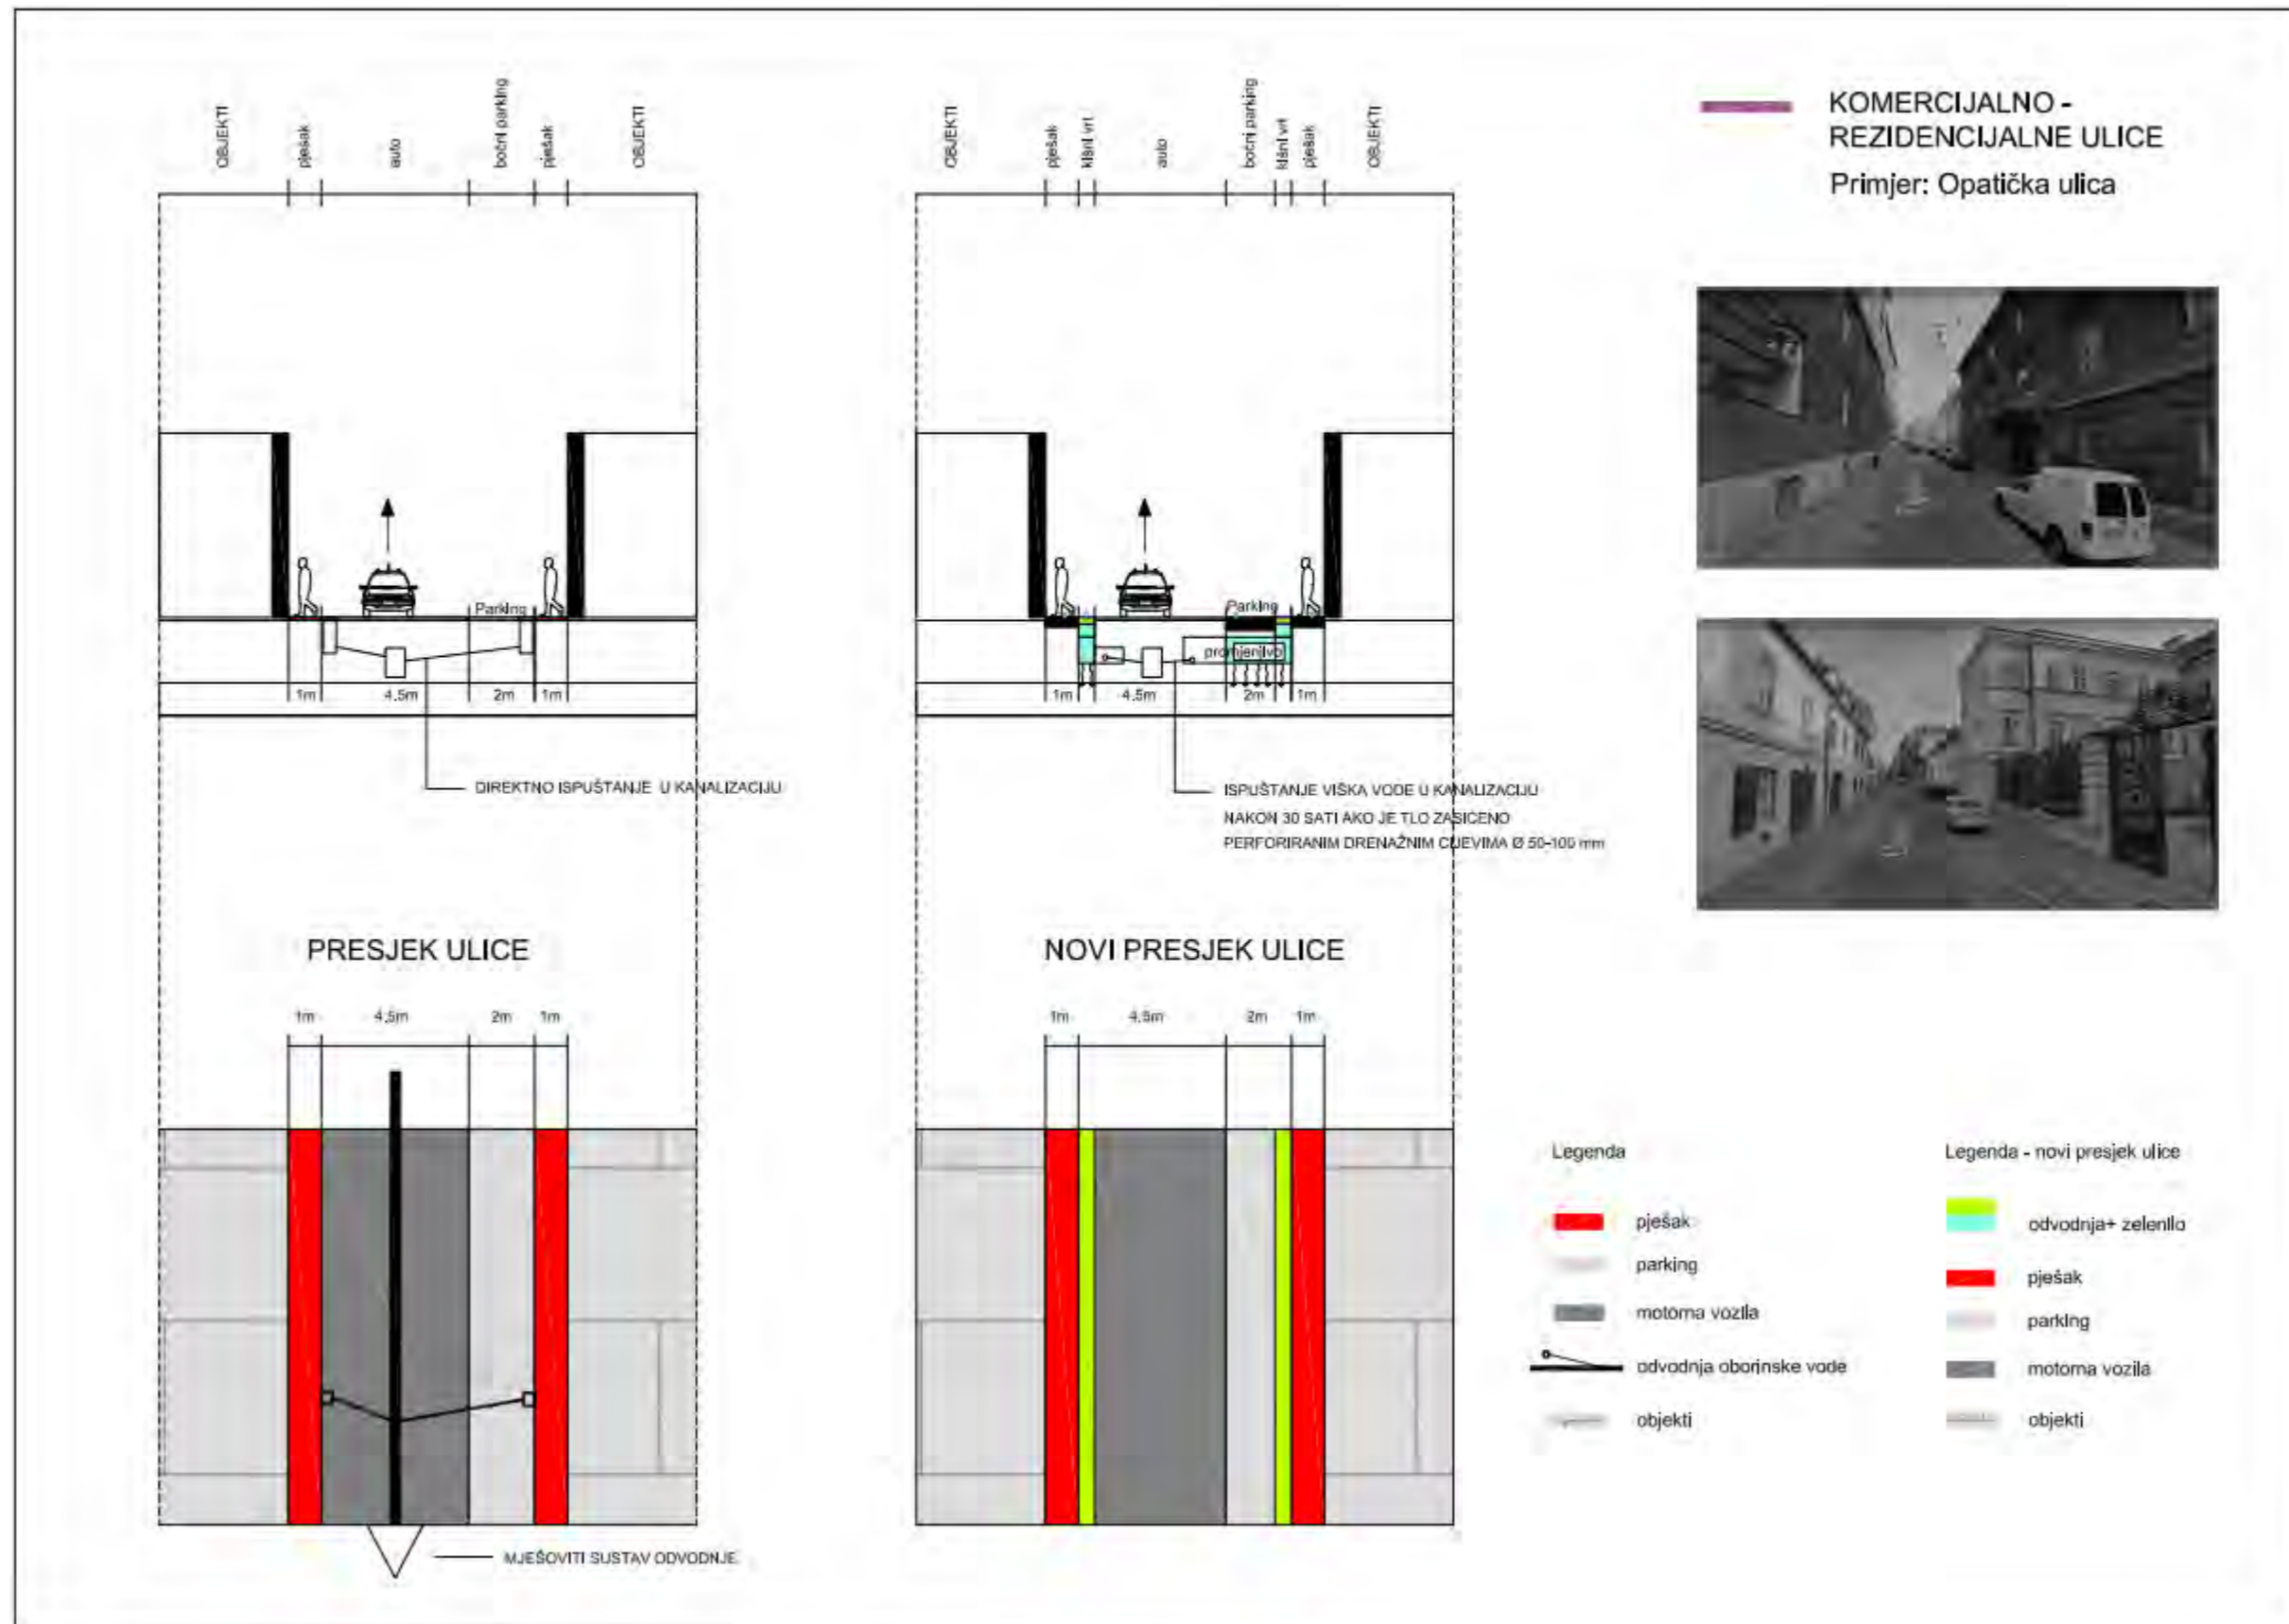 OBJEKTI
pješak
auto
bočni parking
pješak
OBJEKTI
Parking
1m
4.5m
2m
1m
DIREKTNO ISPUŠTANJE U KANALIZACIJU
PRESJEK ULICE
1m
4.5m
2m
1m
MJEŠOVITI SUSTAV ODVODNJE
OBJEKTI
pješak
kišni vrt
auto
bočni parking
kišni vrt
pješak
OBJEKTI
Parking
promjenjivo
1m
4.5m
2m
1m
ISPUŠTANJE VIŠKA VODE U KANALIZACIJU
NAKON 30 SATI AKO JE TLO ZASIĆENO
PERFORIRANIM DRENAŽNIM CIJEVIMA Ø 50-100 mm
NOVI PRESJEK ULICE
1m
4.5m
2m
1m
KOMERCIJALNO -
REZIDENCIJALNE ULICE
Primjer: Opatička ulica
Legenda
pješak
parking
motorna vozila
odvodnja oborinske vode
objekti
Legenda - novi presjek ulice
odvodnja+ zelenilo
pješak
parking
motorna vozila
objekti